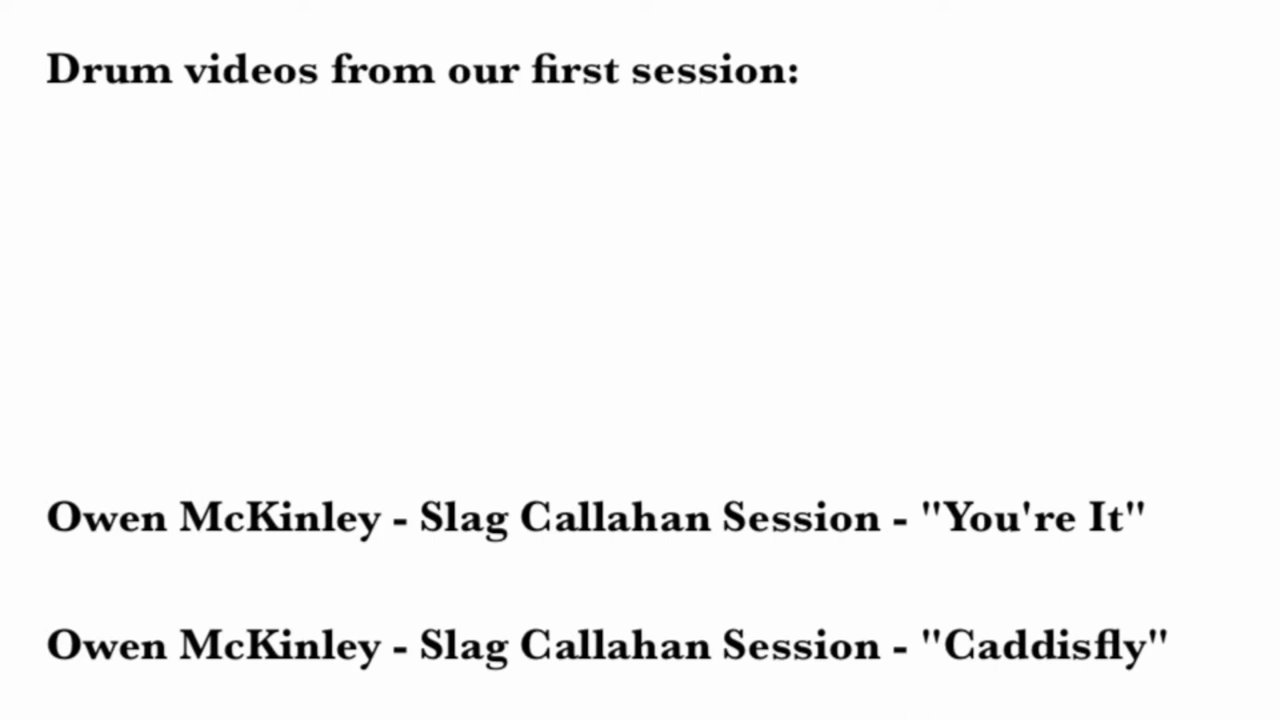 Drum videos from our first session:
Owen McKinley - Slag Callahan Session - "You're It"
Owen McKinley - Slag Callahan Session - "Caddisfly"